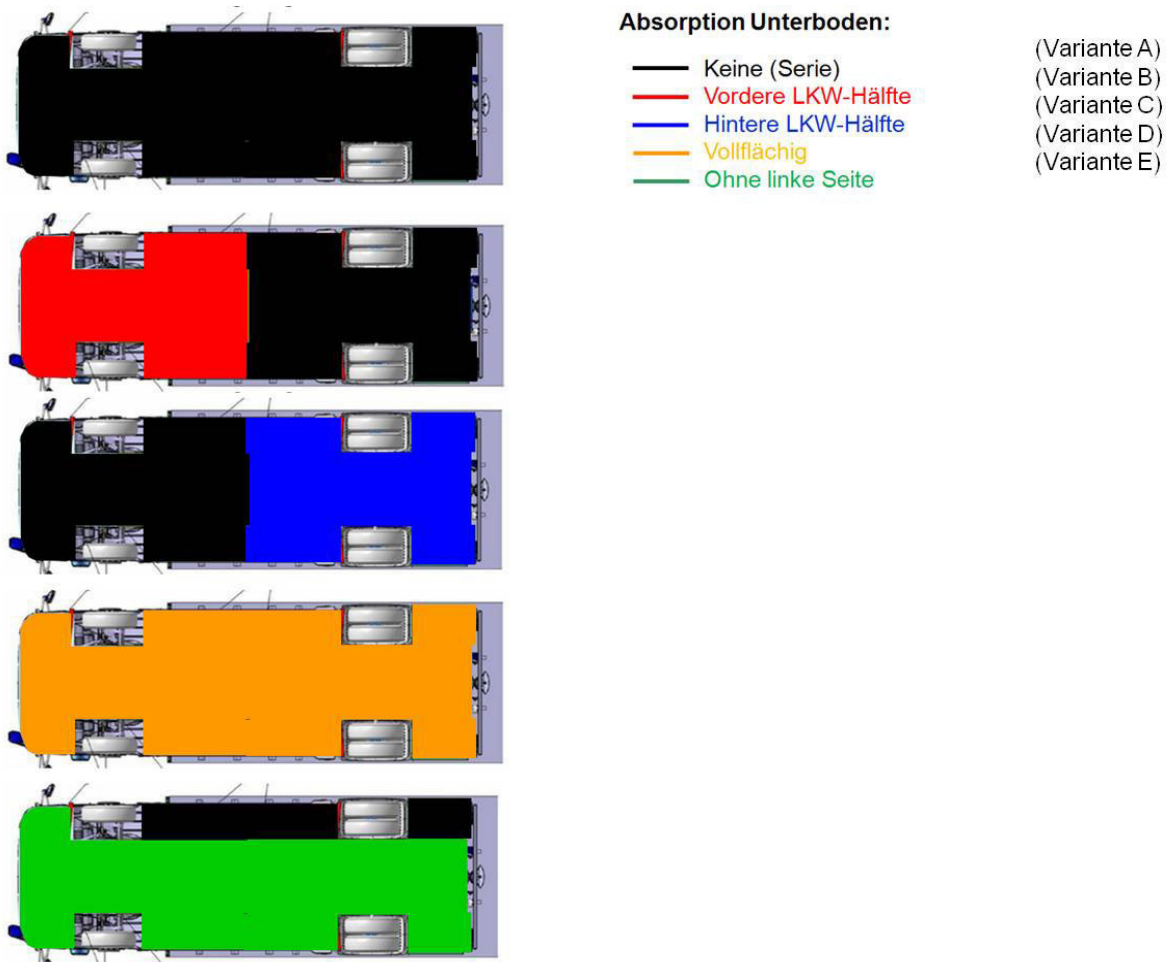 Absorption Unterboden:
Keine (Serie) (Variante A)
Vordere LKW-Hälfte (Variante B)
Hintere LKW-Hälfte (Variante C)
Vollflächig (Variante D)
Ohne linke Seite (Variante E)